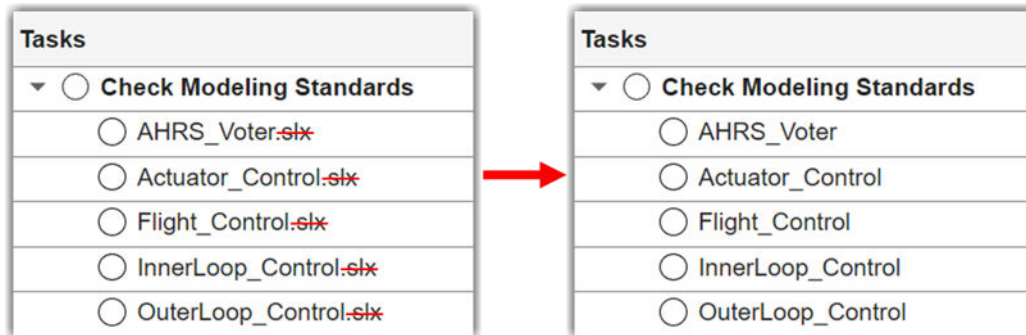 Tasks
Check Modeling Standards
AHRS_Voter.slx
Actuator_Control.slx
Flight_Control.slx
InnerLoop_Control.slx
OuterLoop_Control.slx
Tasks
Check Modeling Standards
AHRS_Voter
Actuator_Control
Flight_Control
InnerLoop_Control
OuterLoop_Control